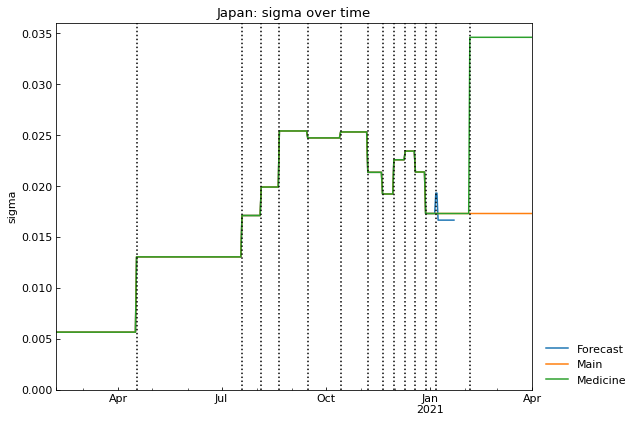 Japan: sigma over time
0.035
0.030
0.025
0.020
0.015
0.010
0.005
0.000
sigma
Apr
Jul
Oct
Jan
2021
Apr
Forecast
Main
Medicine